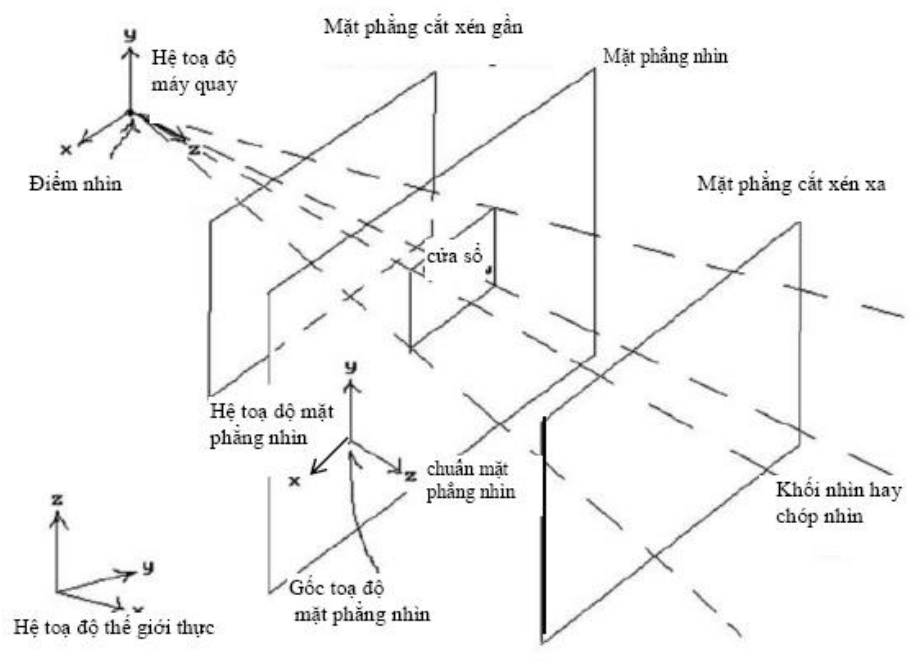 Mặt phẳng cắt xén gần
y
Hệ toạ độ
máy quay
Mặt phẳng nhìn
x
z
Điểm nhìn
Mặt phẳng cắt xén xa
cửa sổ
y
Hệ toạ độ mặt
phẳng nhìn
x
z
chuẩn mặt
phẳng nhìn
Khối nhìn hay
chóp nhìn
z
y
x
Gốc toạ độ
mặt phẳng nhìn
Hệ toạ độ thế giới thực